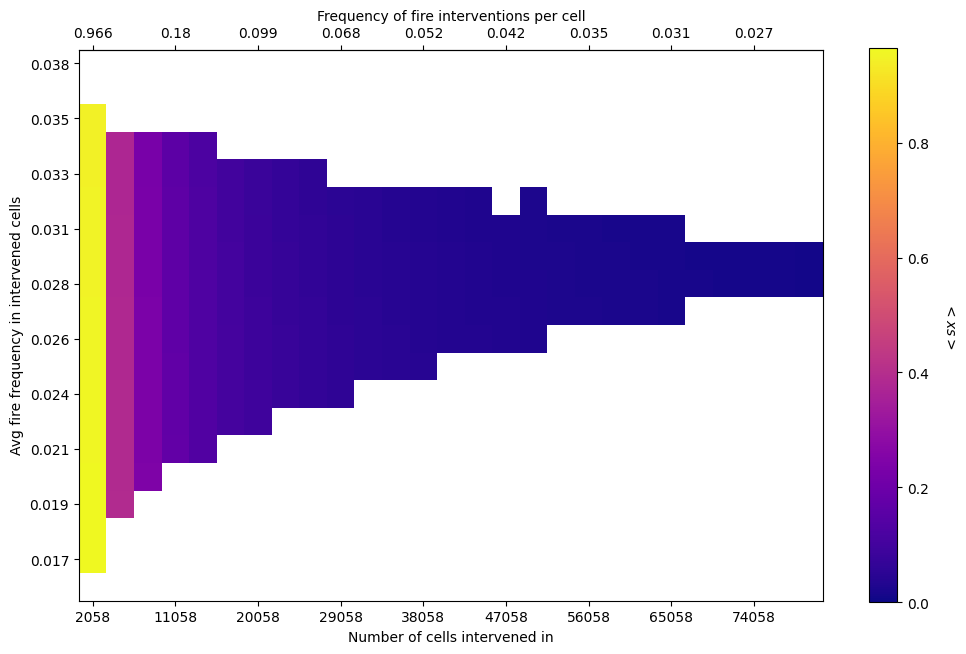 Frequency of fire interventions per cell
0.966 0.18 0.099 0.068 0.052 0.042 0.035 0.031 0.027
0.038
0.035
0.033
0.031
0.028
0.026
0.024
0.021
0.019
0.017
Avg fire frequency in intervened cells
2058 11058 20058 29058 38058 47058 56058 65058 74058
Number of cells intervened in
0.8
0.6
0.4
0.2
0.0
< sx >